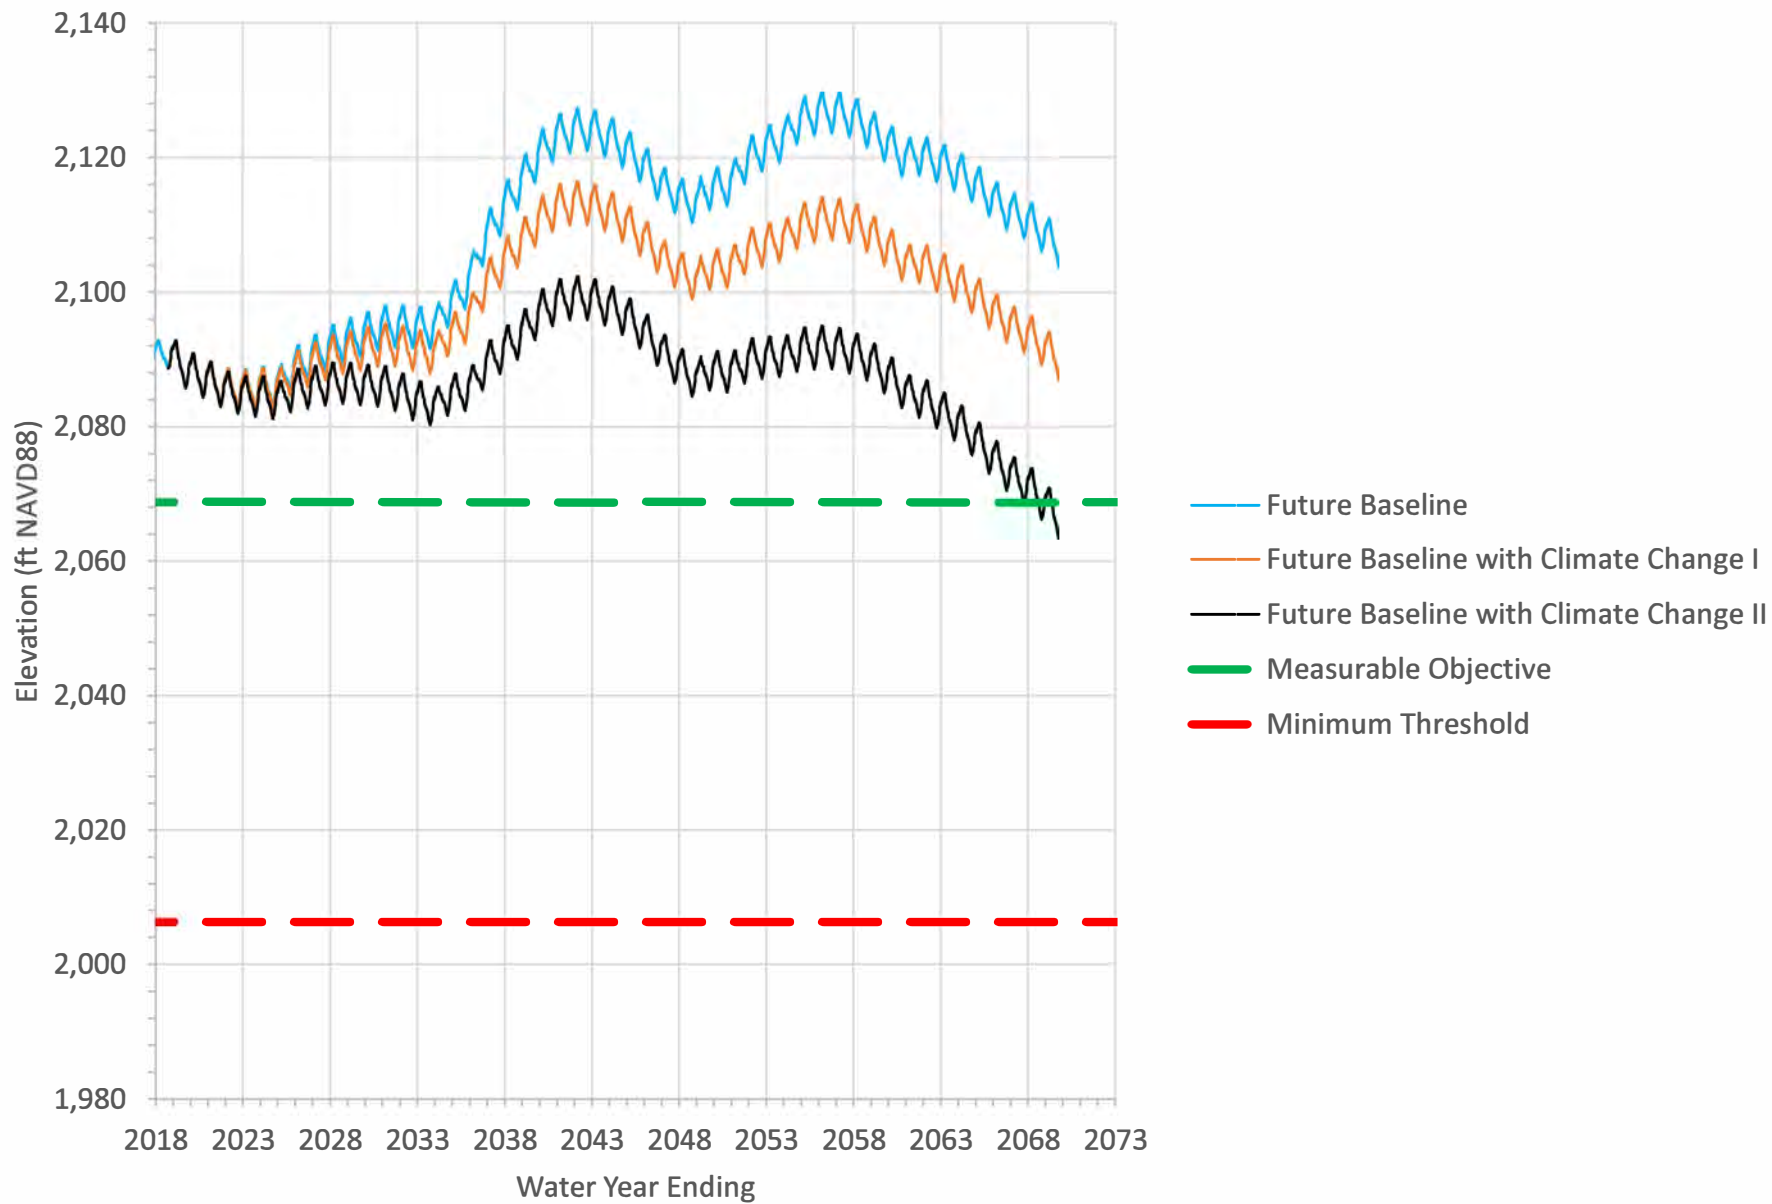 2,140
2,120
2,100
2,080
2,060
2,040
2,020
2,000
1,980
Elevation (ft NAVD88)
2018 2023 2028 2033 2038 2043 2048 2053 2058 2063 2068 2073
Water Year Ending
Future Baseline
Future Baseline with Climate Change I
Future Baseline with Climate Change II
Measurable Objective
Minimum Threshold